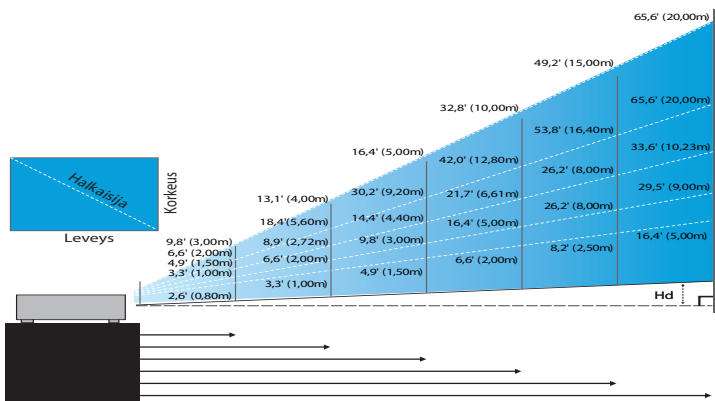 65,6' (20,00m)
49,2' (15,00m)
32,8' (10,00m)
16,4' (5,00m)
13,1' (4,00m)
9,8' (3,00m)
65,6' (20,00m)
53,8' (16,40m)
42,0' (12,80m)
30,2' (9,20m)
18,4'(5,60m)
6,6' (2,00m)
33,6' (10,23m)
26,2' (8,00m)
21,7' (6,61m)
14,4' (4,40m)
8,9' (2,72m)
4,9' (1,50m)
29,5' (9,00m)
26,2' (8,00m)
16,4' (5,00m)
9,8' (3,00m)
6,6' (2,00m)
3,3' (1,00m)
16,4' (5,00m)
8,2' (2,50m)
6,6' (2,00m)
4,9' (1,50m)
3,3' (1,00m)
2,6' (0,80m)
Halkaisija
Korkeus
Leveys
Hd